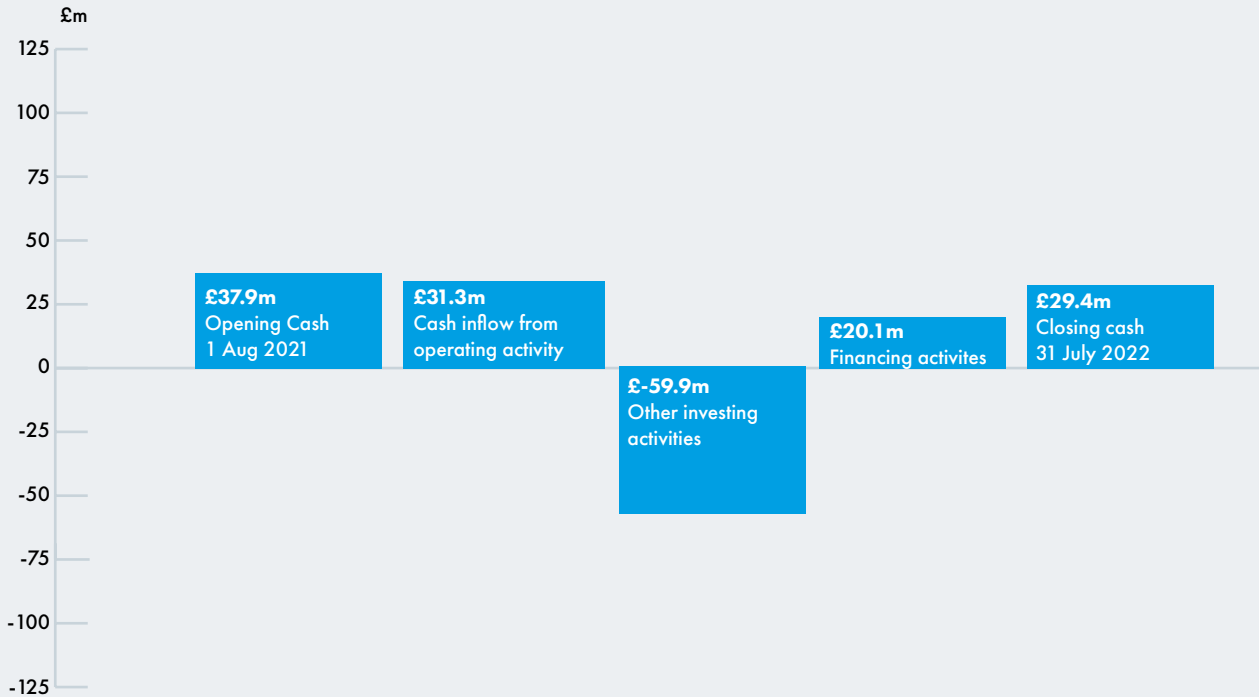 £m
125
100
75
50
25
0
-25
-50
-75
-100
-125
£37.9m
Opening Cash
1 Aug 2021
£31.3m
Cash inflow from
operating activity
£-59.9m
Other investing
activities
£20.1m
Financing activites
£29.4m
Closing cash
31 July 2022